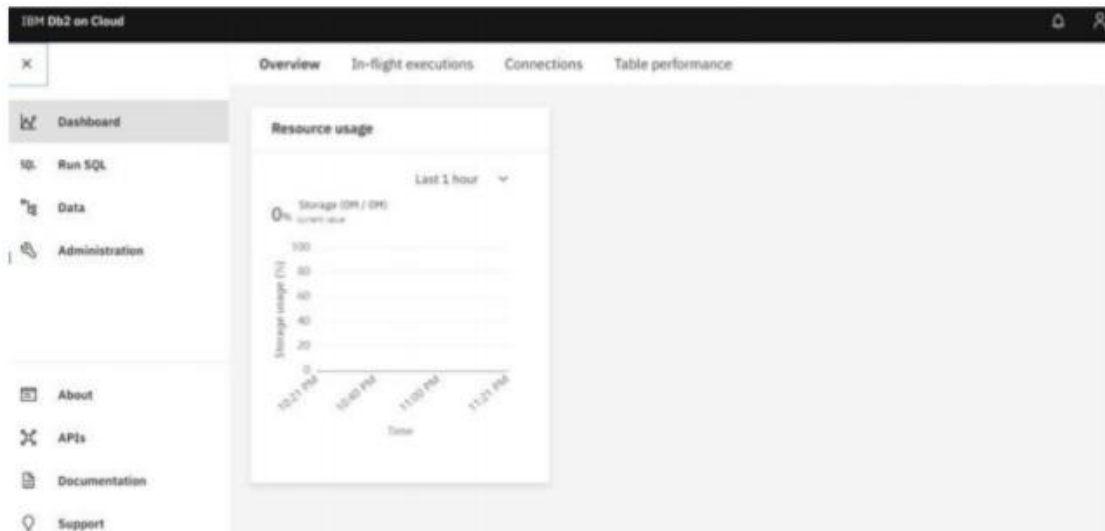 IBM Db2 on Cloud
Overview In-flight executions Connections Table performance
Dashboard
Run SQL
Data
Administration
About
APIs
Documentation
Support
Resource usage
Last 1 hour
0% Storage (0M / 0M)
current value
Storage usage (%)
100
80
60
40
20
0
10:21 PM 10:40 PM 11:00 PM 11:21 PM
Time